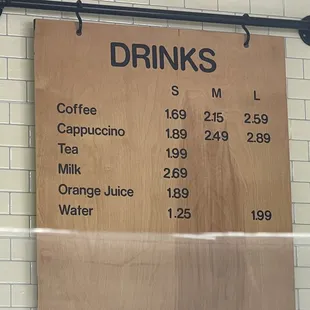 DRINKS
S M L
Coffee 1.69 2.15 2.59
Cappuccino 1.89 2.49 2.89
Tea 1.99
Milk 2.69
Orange Juice 1.89
Water 1.25 1.99